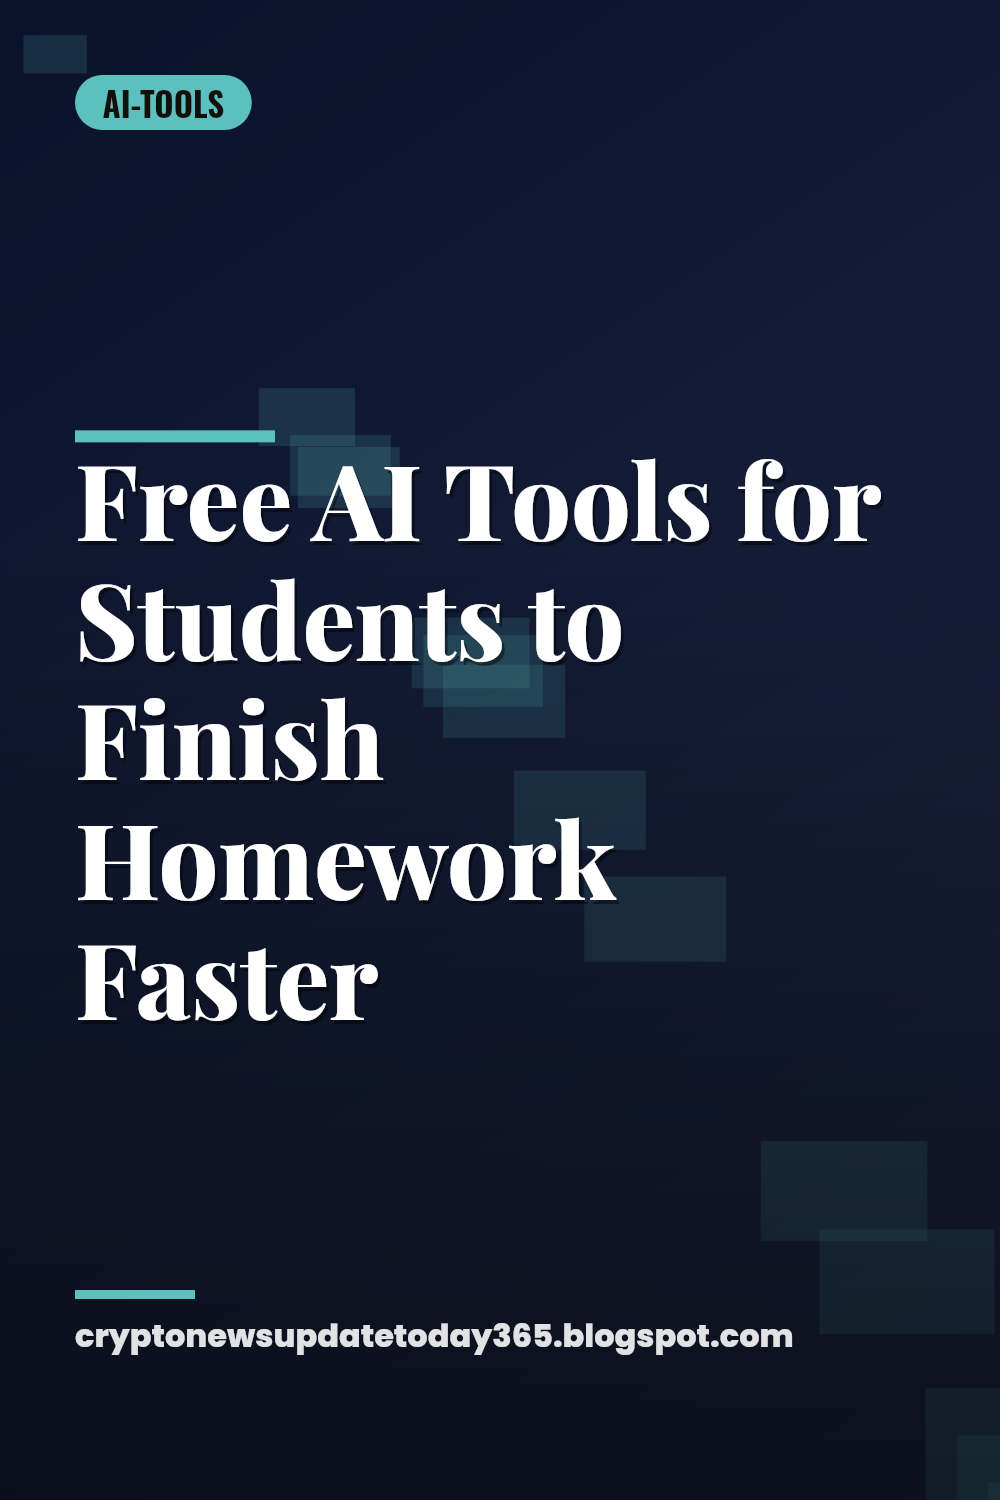 AI-TOOLS
Free AI Tools for
Students to
Finish
Homework
Faster
cryptonewsupdatetoday365.blogspot.com